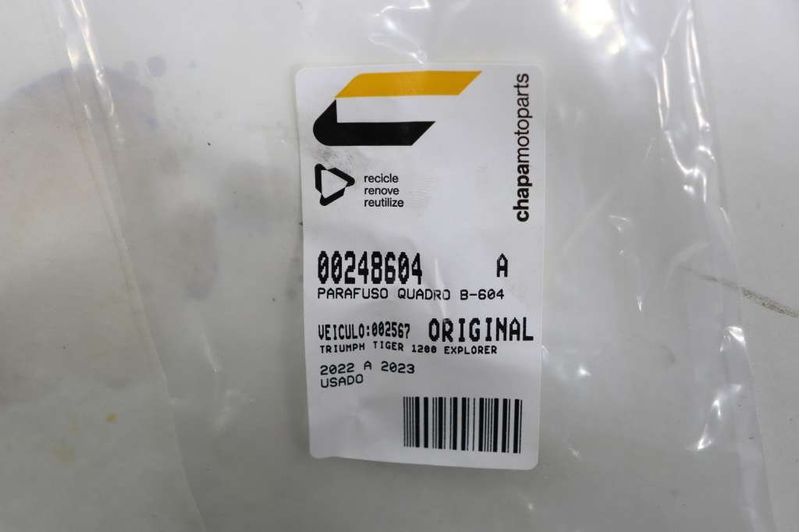 chapamotoparts
recicle
renove
reutilize
00248604 A
PARAFUSO QUADRO B-604
VEICULO:002567 ORIGINAL
TRIUMPH TIGER 1200 EXPLORER
2022 A 2023
USADO